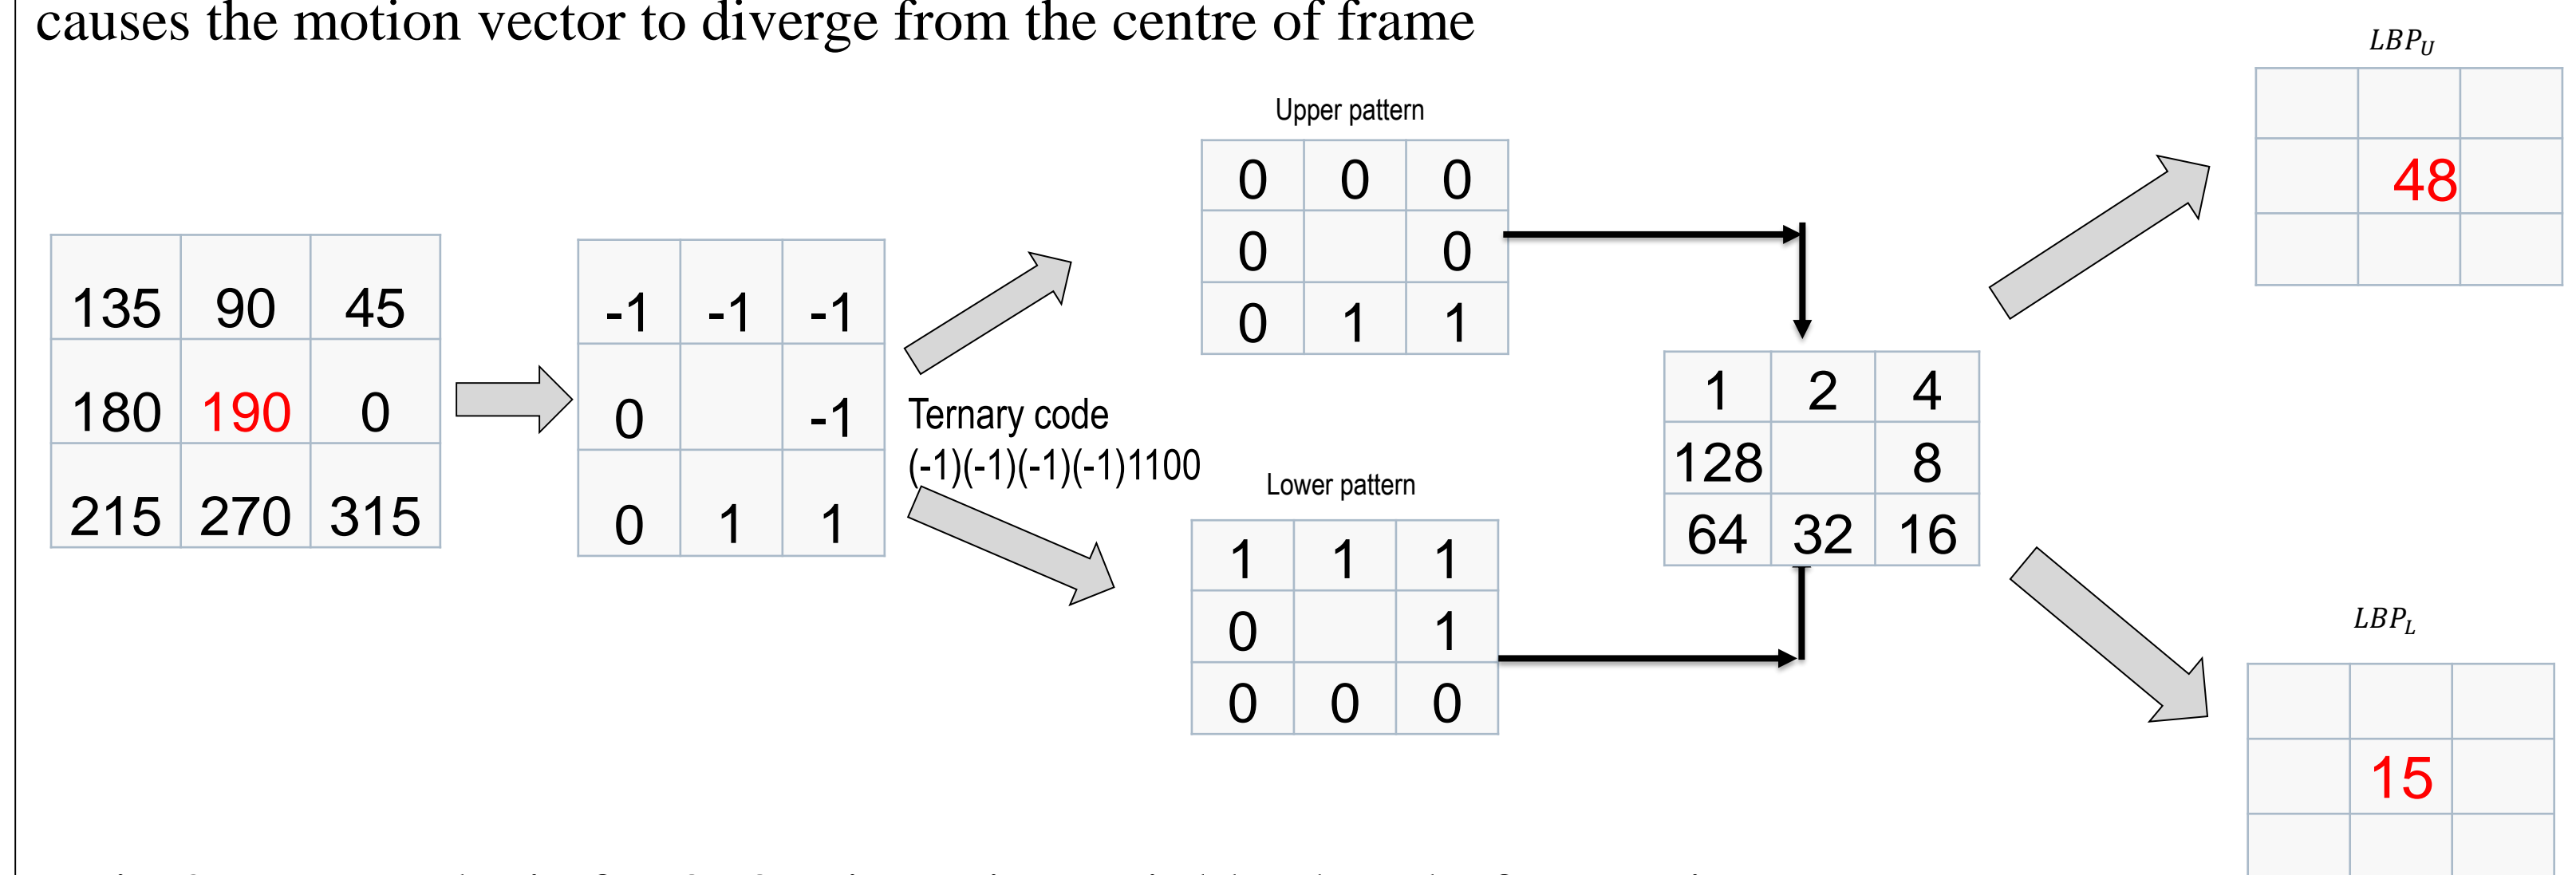 causes the motion vector to diverge from the centre of frame
135 90 45
180 190 0
215 270 315
-1 -1 -1
0 -1
0 1 1
Ternary code
(-1)(-1)(-1)(-1)1100
Upper pattern
0 0 0
0 0
0 1 1
Lower pattern
1 1 1
0 1
0 0 0
1 2 4
128 8
64 32 16
LBP_U
48
LBP_L
15